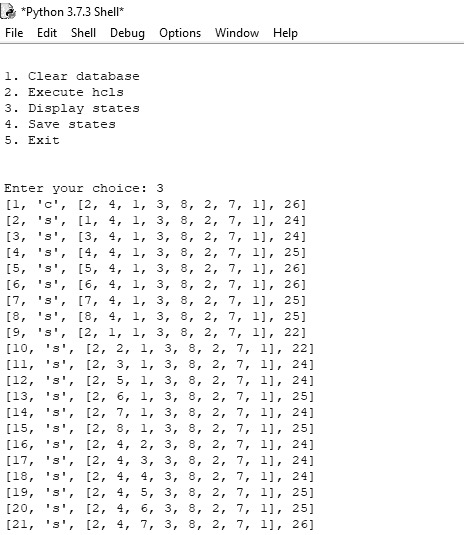 *Python 3.7.3 Shell*
File Edit Shell Debug Options Window Help
1. Clear database
2. Execute hcls
3. Display states
4. Save states
5. Exit
Enter your choice: 3
[1, 'c', [2, 4, 1, 3, 8, 2, 7, 1], 26]
[2, 's', [1, 4, 1, 3, 8, 2, 7, 1], 24]
[3, 's', [3, 4, 1, 3, 8, 2, 7, 1], 24]
[4, 's', [4, 4, 1, 3, 8, 2, 7, 1], 25]
[5, 's', [5, 4, 1, 3, 8, 2, 7, 1], 26]
[6, 's', [6, 4, 1, 3, 8, 2, 7, 1], 26]
[7, 's', [7, 4, 1, 3, 8, 2, 7, 1], 25]
[8, 's', [8, 4, 1, 3, 8, 2, 7, 1], 25]
[9, 's', [2, 1, 1, 3, 8, 2, 7, 1], 22]
[10, 's', [2, 2, 1, 3, 8, 2, 7, 1], 22]
[11, 's', [2, 3, 1, 3, 8, 2, 7, 1], 24]
[12, 's', [2, 5, 1, 3, 8, 2, 7, 1], 24]
[13, 's', [2, 6, 1, 3, 8, 2, 7, 1], 25]
[14, 's', [2, 7, 1, 3, 8, 2, 7, 1], 24]
[15, 's', [2, 8, 1, 3, 8, 2, 7, 1], 25]
[16, 's', [2, 4, 2, 3, 8, 2, 7, 1], 24]
[17, 's', [2, 4, 3, 3, 8, 2, 7, 1], 24]
[18, 's', [2, 4, 4, 3, 8, 2, 7, 1], 24]
[19, 's', [2, 4, 5, 3, 8, 2, 7, 1], 25]
[20, 's', [2, 4, 6, 3, 8, 2, 7, 1], 25]
[21, 's', [2, 4, 7, 3, 8, 2, 7, 1], 26]